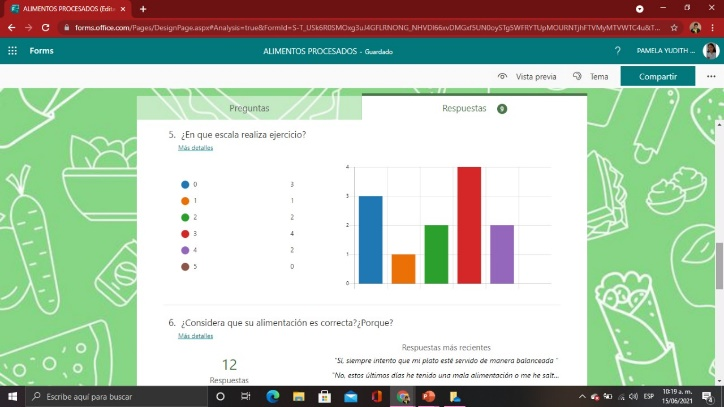 ALIMENTOS PROCESADOS (Edita
forms.office.com/Pages/DesignPage.aspx#Analysis=true&FormId=
Forms
ALIMENTOS PROCESADOS - Guardado
?
PAMELA YUDITH ...
Vista previa
Tema
Compartir
Preguntas
Respuestas
5. ¿En que escala realiza ejercicio?
Más detalles
0 3
1 1
2 2
3 4
4 2
5 0
4
3
2
1
0
6. ¿Considera que su alimentación es correcta?¿Porque?
Más detalles
12
Respuestas
Respuestas más recientes
"Si, siempre intento que mi plato esté servido de manera balanceada "
"No, estos últimos días he tenido una mala alimentación o me he salt...
Escribe aquí para buscar
ESP
10:19 a. m.
15/06/2021